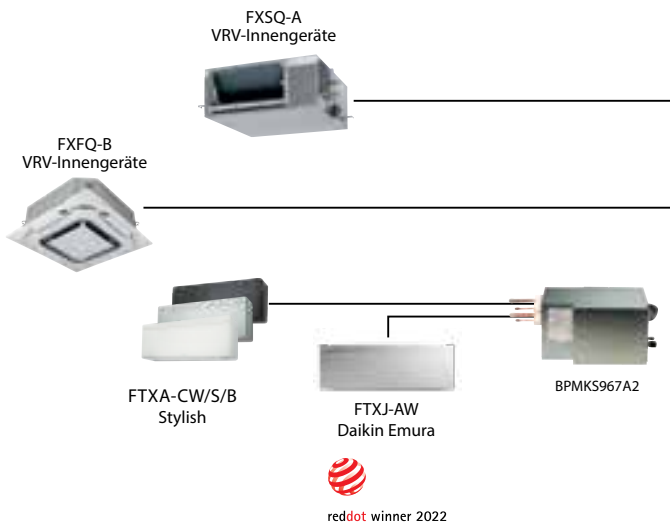 FXSQ-A
VRV-Innengeräte
FXFQ-B
VRV-Innengeräte
FTXA-CW/S/B
Stylish
FTXJ-AW
Daikin Emura
BPMKS967A2
reddot winner 2022